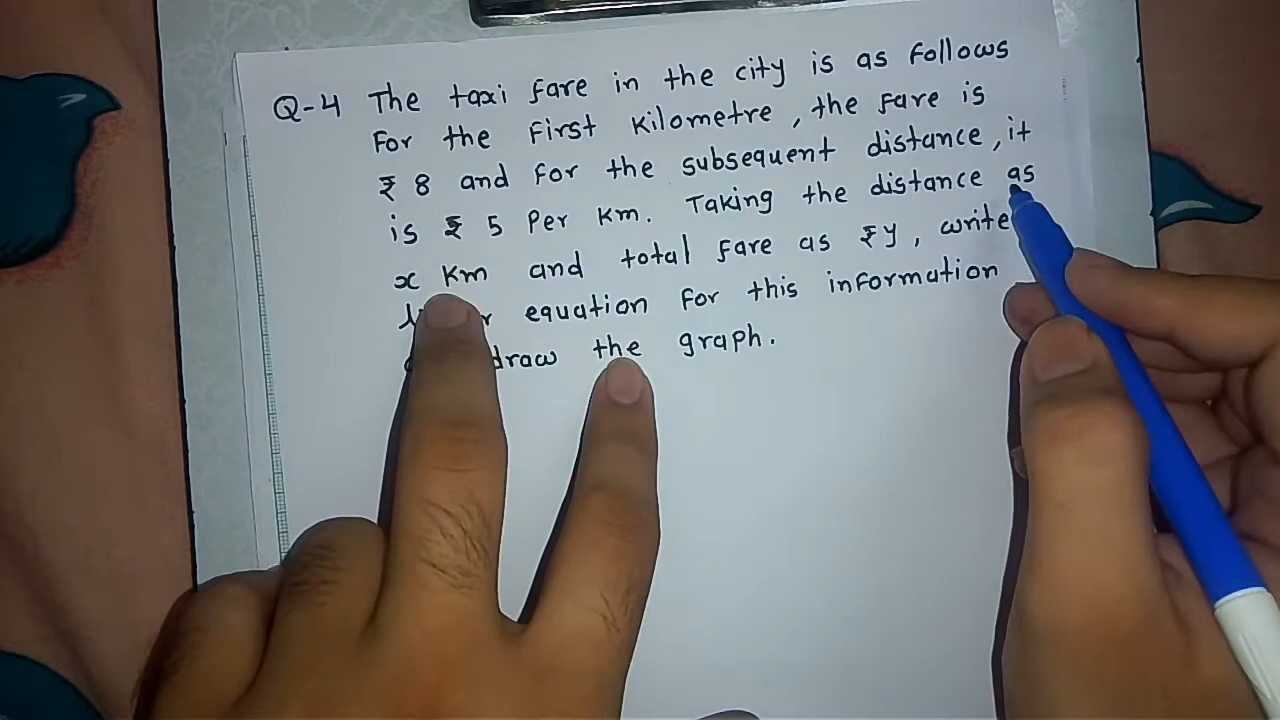 Q-4 The taxi fare in the city is as follows
For the first kilometre, the fare is
₹ 8 and for the subsequent distance, it
is ₹ 5 per km. Taking the distance as
x km and total fare as ₹y, write
equation for this information
draw the graph.